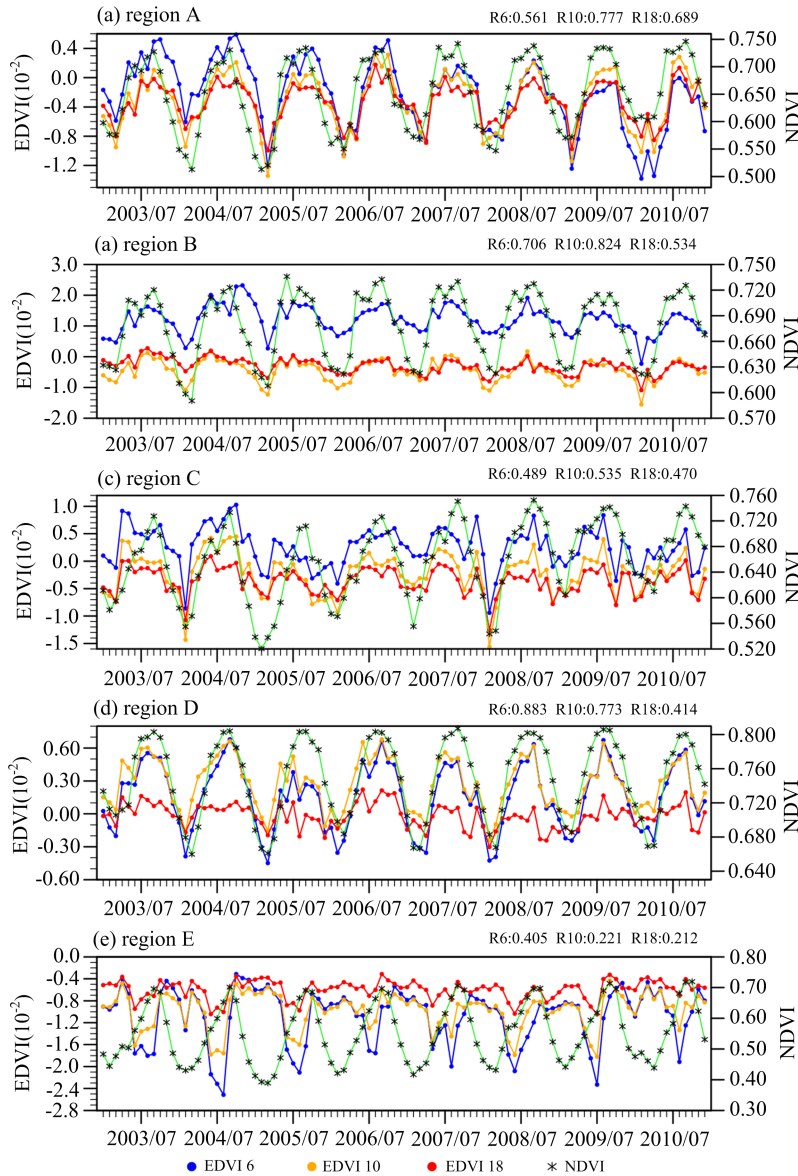 (a) region A
R6:0.561 R10:0.777 R18:0.689
EDVI(10-2)
0.4
0.0
-0.4
-0.8
-1.2
0.750
0.700
0.650
0.600
0.550
0.500
NDVI
2003/07 2004/07 2005/07 2006/07 2007/07 2008/07 2009/07 2010/07
(a) region B
R6:0.706 R10:0.824 R18:0.534
EDVI(10-2)
3.0
2.0
1.0
0.0
-1.0
-2.0
0.750
0.720
0.690
0.660
0.630
0.600
0.570
NDVI
2003/07 2004/07 2005/07 2006/07 2007/07 2008/07 2009/07 2010/07
(c) region C
R6:0.489 R10:0.535 R18:0.470
EDVI(10-2)
1.0
0.5
0.0
-0.5
-1.0
-1.5
0.760
0.720
0.680
0.640
0.600
0.560
0.520
NDVI
2003/07 2004/07 2005/07 2006/07 2007/07 2008/07 2009/07 2010/07
(d) region D
R6:0.883 R10:0.773 R18:0.414
EDVI(10-2)
0.60
0.30
0.00
-0.30
-0.60
0.800
0.760
0.720
0.680
0.640
NDVI
2003/07 2004/07 2005/07 2006/07 2007/07 2008/07 2009/07 2010/07
(e) region E
R6:0.405 R10:0.221 R18:0.212
EDVI(10-2)
0.0
-0.4
-0.8
-1.2
-1.6
-2.0
-2.4
-2.8
0.80
0.70
0.60
0.50
0.40
0.30
NDVI
2003/07 2004/07 2005/07 2006/07 2007/07 2008/07 2009/07 2010/07
EDVI 6 EDVI 10 EDVI 18 NDVI